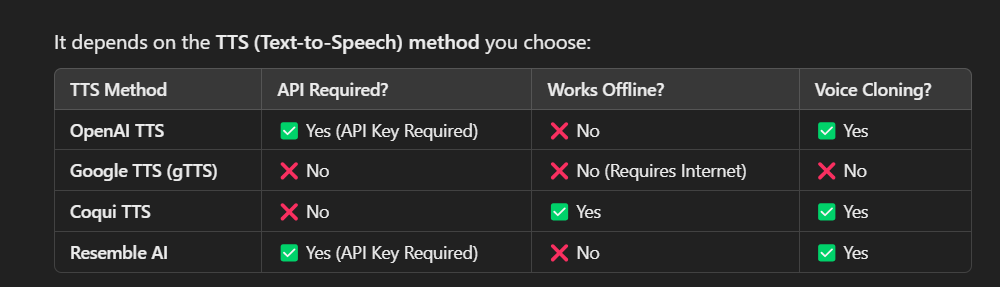 It depends on the TTS (Text-to-Speech) method you choose:
TTS Method API Required? Works Offline? Voice Cloning?
OpenAI TTS ✅ Yes (API Key Required) ❌ No ✅ Yes
Google TTS (gTTS) ❌ No ❌ No (Requires Internet) ❌ No
Coqui TTS ❌ No ✅ Yes ✅ Yes
Resemble AI ✅ Yes (API Key Required) ❌ No ✅ Yes